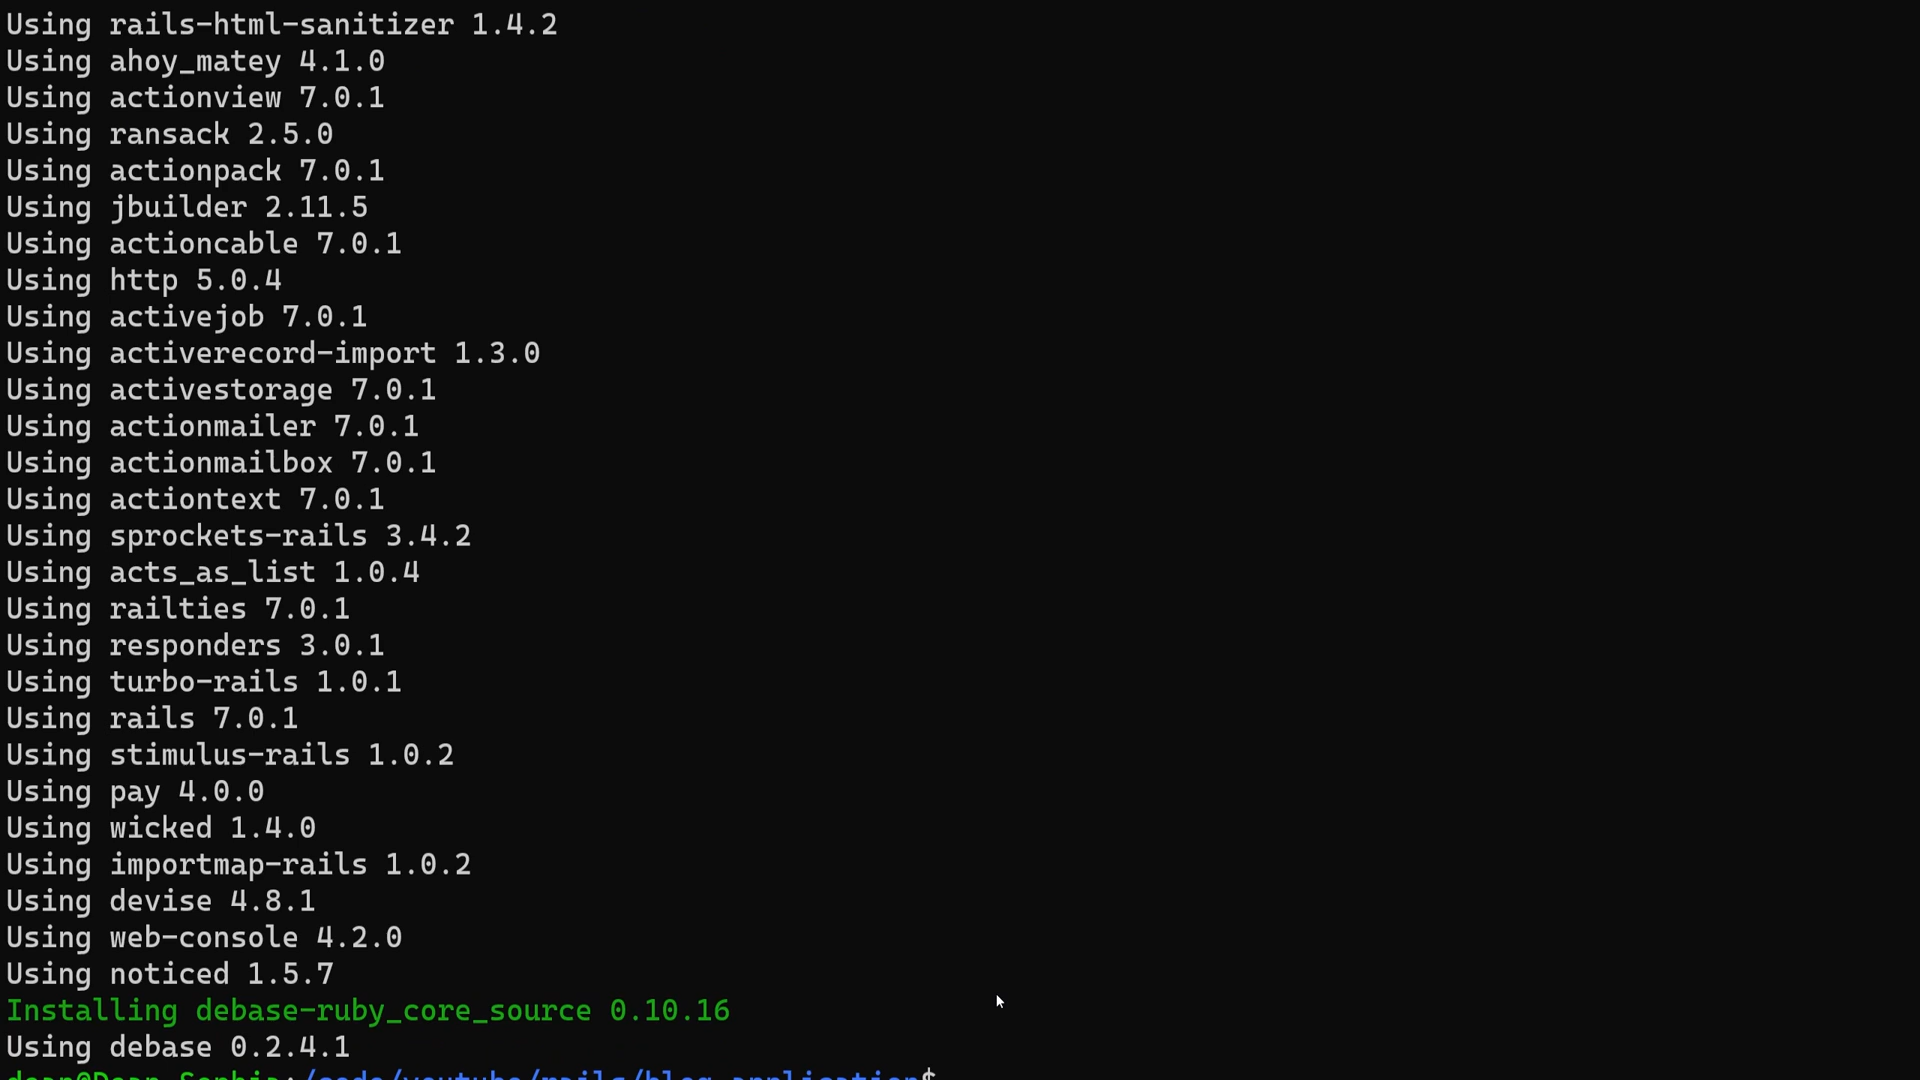 Using rails-html-sanitizer 1.4.2
Using ahoy_matey 4.1.0
Using actionview 7.0.1
Using ransack 2.5.0
Using actionpack 7.0.1
Using jbuilder 2.11.5
Using actioncable 7.0.1
Using http 5.0.4
Using activejob 7.0.1
Using activerecord-import 1.3.0
Using activestorage 7.0.1
Using actionmailer 7.0.1
Using actionmailbox 7.0.1
Using actiontext 7.0.1
Using sprockets-rails 3.4.2
Using acts_as_list 1.0.4
Using railties 7.0.1
Using responders 3.0.1
Using turbo-rails 1.0.1
Using rails 7.0.1
Using stimulus-rails 1.0.2
Using pay 4.0.0
Using wicked 1.4.0
Using importmap-rails 1.0.2
Using devise 4.8.1
Using web-console 4.2.0
Using noticed 1.5.7
Installing debase-ruby_core_source 0.10.16
Using debase 0.2.4.1